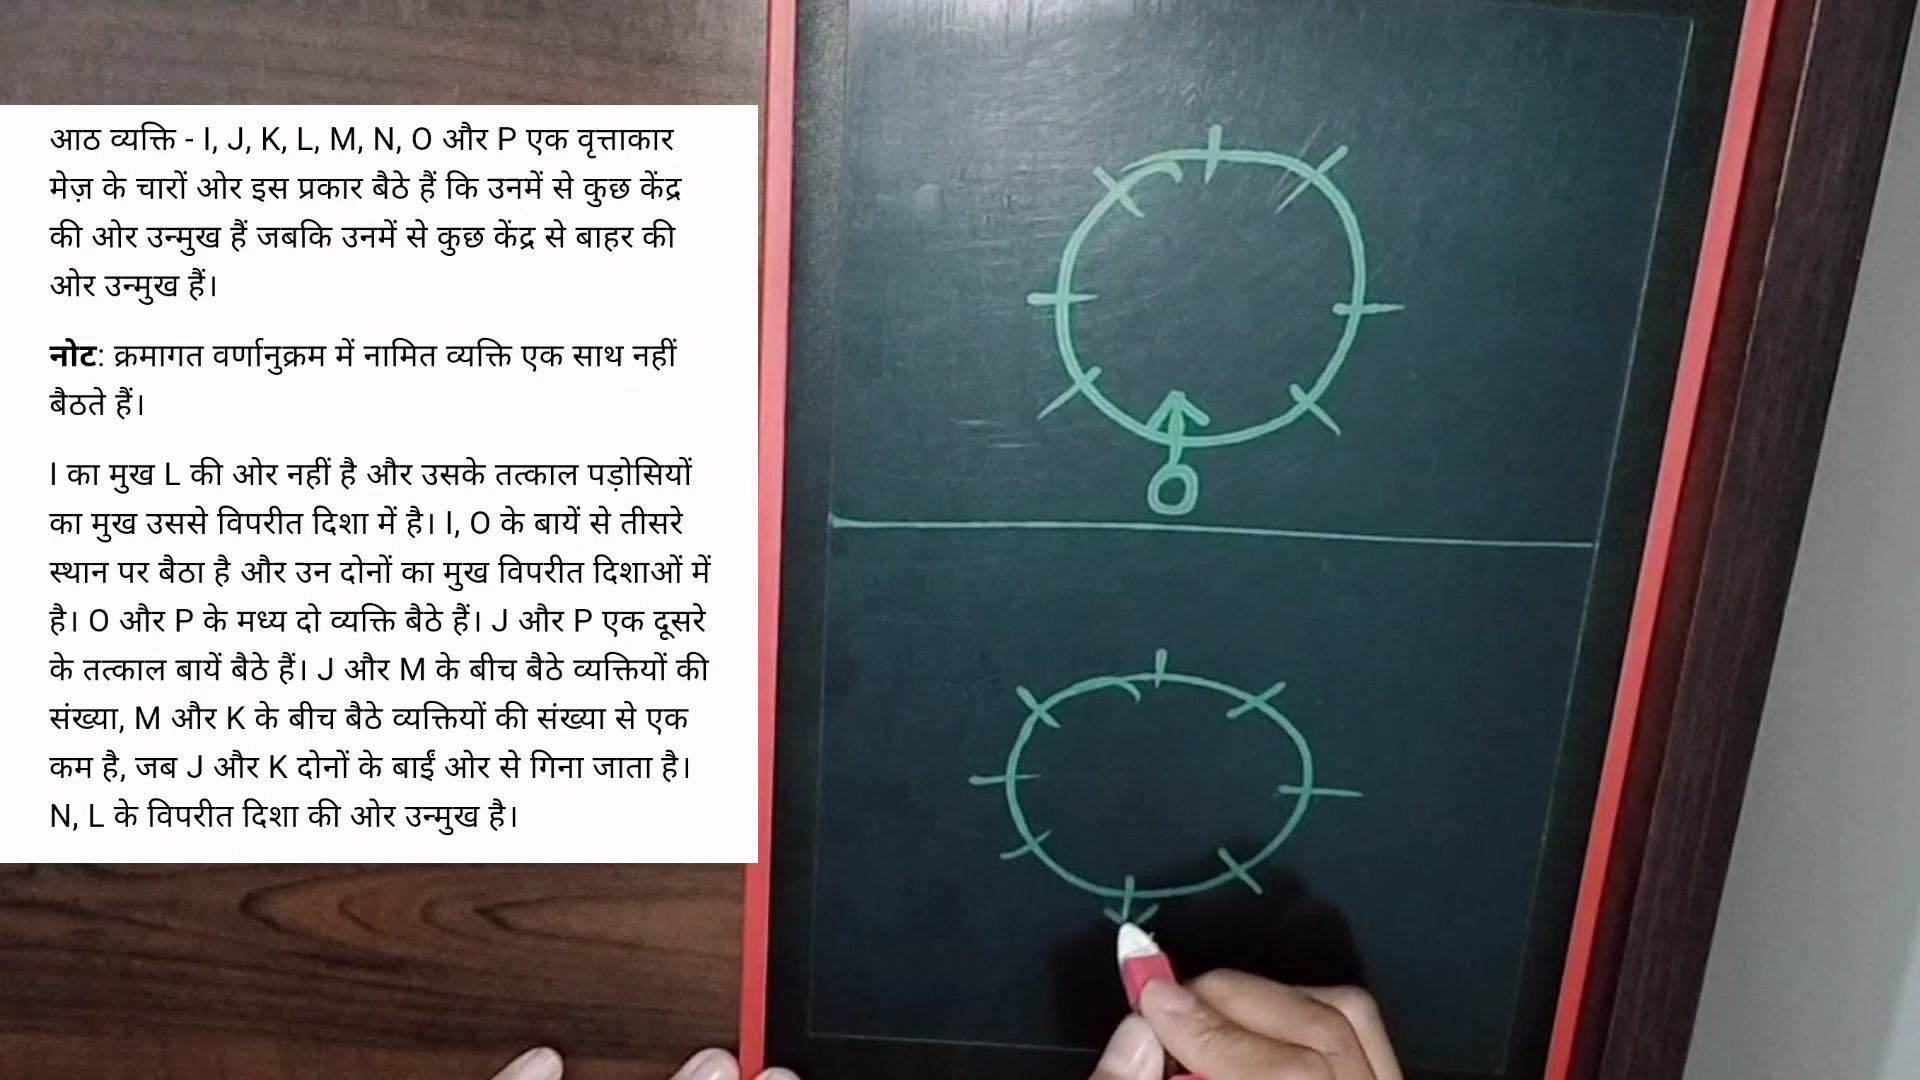 आठ व्यक्ति - I, J, K, L, M, N, O और P एक वृत्ताकार
मेज़ के चारों ओर इस प्रकार बैठे हैं कि उनमें से कुछ केंद्र
की ओर उन्मुख हैं जबकि उनमें से कुछ केंद्र से बाहर की
ओर उन्मुख हैं।
नोट: क्रमागत वर्णानुक्रम में नामित व्यक्ति एक साथ नहीं
बैठते हैं।
I का मुख L की ओर नहीं है और उसके तत्काल पड़ोसियों
का मुख उससे विपरीत दिशा में है। I, O के बायें से तीसरे
स्थान पर बैठा है और उन दोनों का मुख विपरीत दिशाओं में
है। O और P के मध्य दो व्यक्ति बैठे हैं। J और P एक दूसरे
के तत्काल बायें बैठे हैं। J और M के बीच बैठे व्यक्तियों की
संख्या, M और K के बीच बैठे व्यक्तियों की संख्या से एक
कम है, जब J और K दोनों के बाईं ओर से गिना जाता है।
N, L के विपरीत दिशा की ओर उन्मुख है।
O